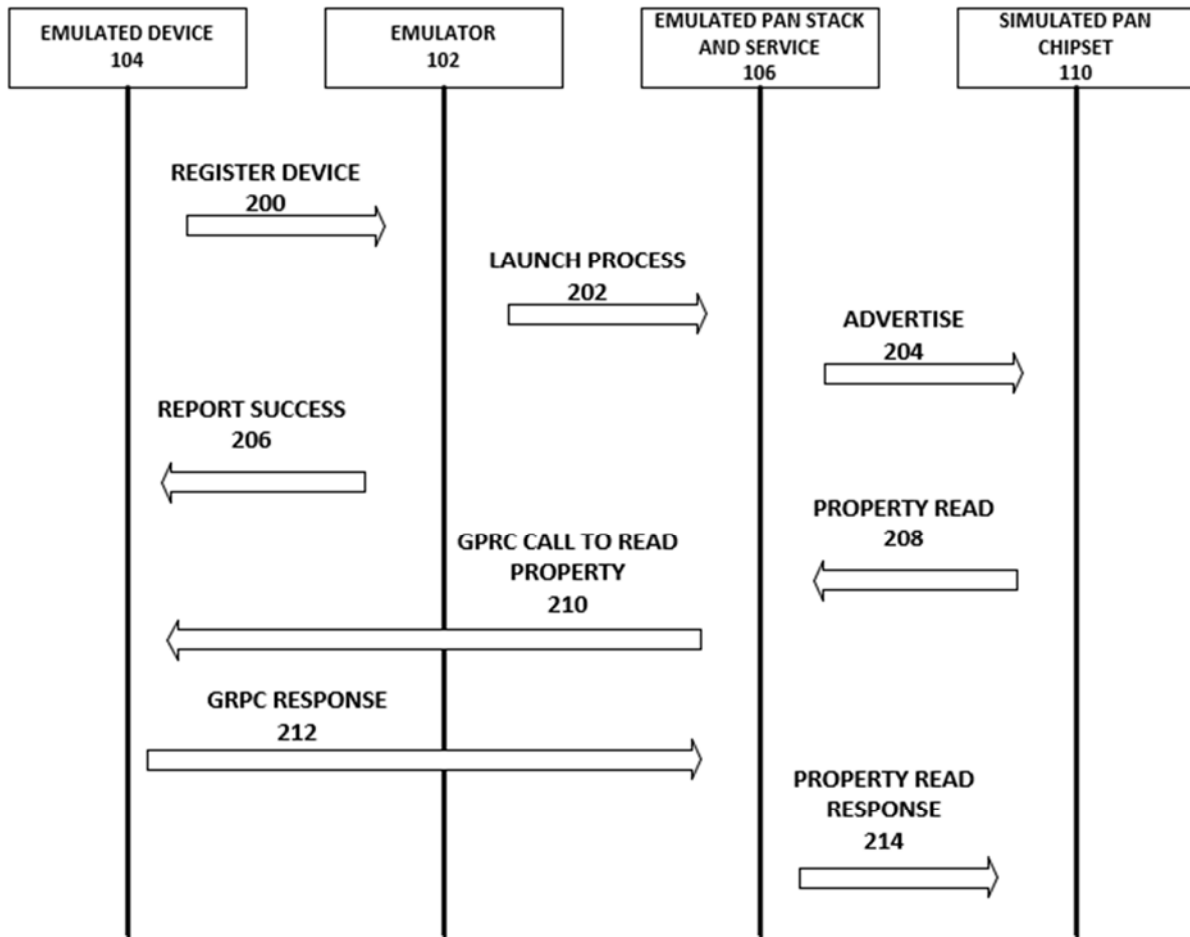 EMULATED DEVICE
104
EMULATOR
102
EMULATED PAN STACK
AND SERVICE
106
SIMULATED PAN
CHIPSET
110
REGISTER DEVICE
200
LAUNCH PROCESS
202
ADVERTISE
204
REPORT SUCCESS
206
PROPERTY READ
208
GPRC CALL TO READ
PROPERTY
210
GRPC RESPONSE
212
PROPERTY READ
RESPONSE
214